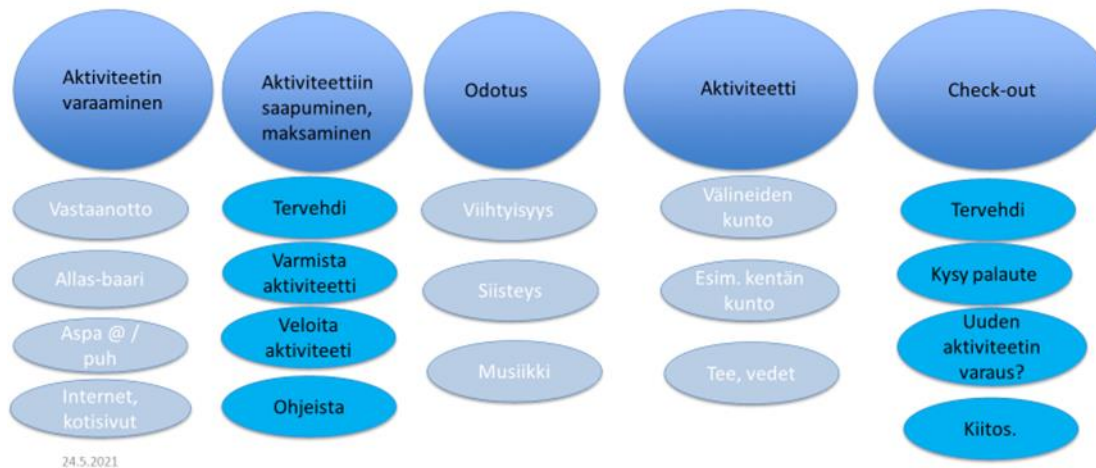 Aktiviteetin
varaaminen
Aktiviteettiin
saapuminen,
maksaminen
Odotus
Aktiviteetti
Check-out
Vastaanotto
Allas-baari
Aspa @ /
puh
Internet,
kotisivut
Tervehdi
Varmista
aktiviteetti
Veloita
aktiviteeti
Ohjeista
Viihtyisyys
Siisteys
Musiikki
Välineiden
kunto
Esim. kentän
kunto
Tee, vedet
Tervehdi
Kysy palaute
Uuden
aktiviteetin
varaus?
Kiitos.
24.5.2021